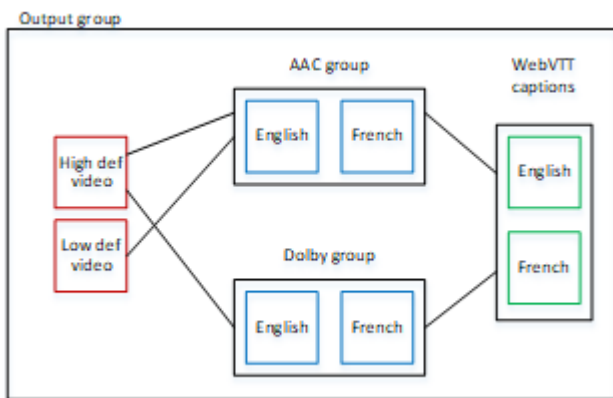 Output group
AAC group
WebVTT
captions
English
French
High def
video
English
Low def
video
Dolby group
French
English
French